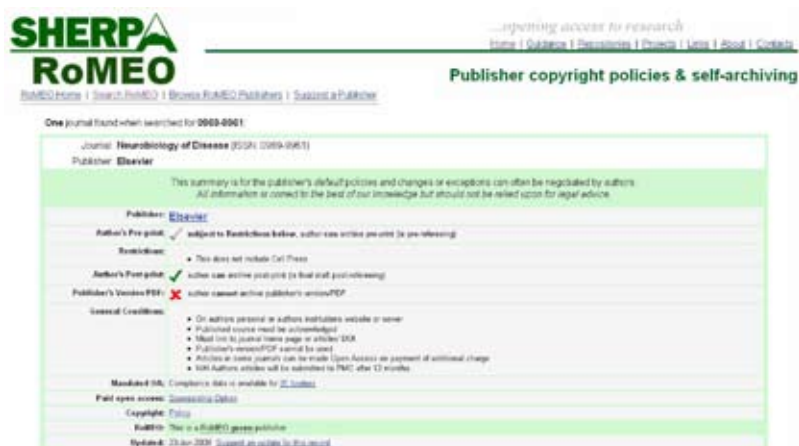 SHERPA
RoMEO
...opening access to research
Home | Guidance | Repositories | Projects | Links | About | Contacts
Publisher copyright policies & self-archiving
RoMEO Home | Search RoMEO | Browse RoMEO Publishers | Suggest a Publisher
One journal found when searched for 0969-9961:
Journal: Neurobiology of Disease (ISSN: 0969-9961)
Publisher: Elsevier
This summary is for the publisher's default policies and changes or exceptions can often be negotiated by authors.
All information is correct to the best of our knowledge but should not be relied upon for legal advice.
Publisher: Elsevier
Author's Pre-print: subject to Restrictions below, author can archive pre-print (ie pre-refereeing)
Restrictions:
• This does not include Cell Press
Author's Post-print: author can archive post-print (ie final draft post-refereeing)
Publisher's Version/PDF: author cannot archive publisher's version/PDF
General Conditions:
• On authors personal or authors institutions website or server
• Published source must be acknowledged
• Must link to journal home page or articles' DOI
• Publisher's version/PDF cannot be used
• Articles in some journals can be made Open Access on payment of additional charge
• NIH Authors articles will be submitted to PMC after 12 months
Mandated OA: Compliance data is available for
Paid open access: Sponsorship Option
Copyright: Policy
RoMEO: This is a RoMEO green publisher
Updated: Suggest an update to this record